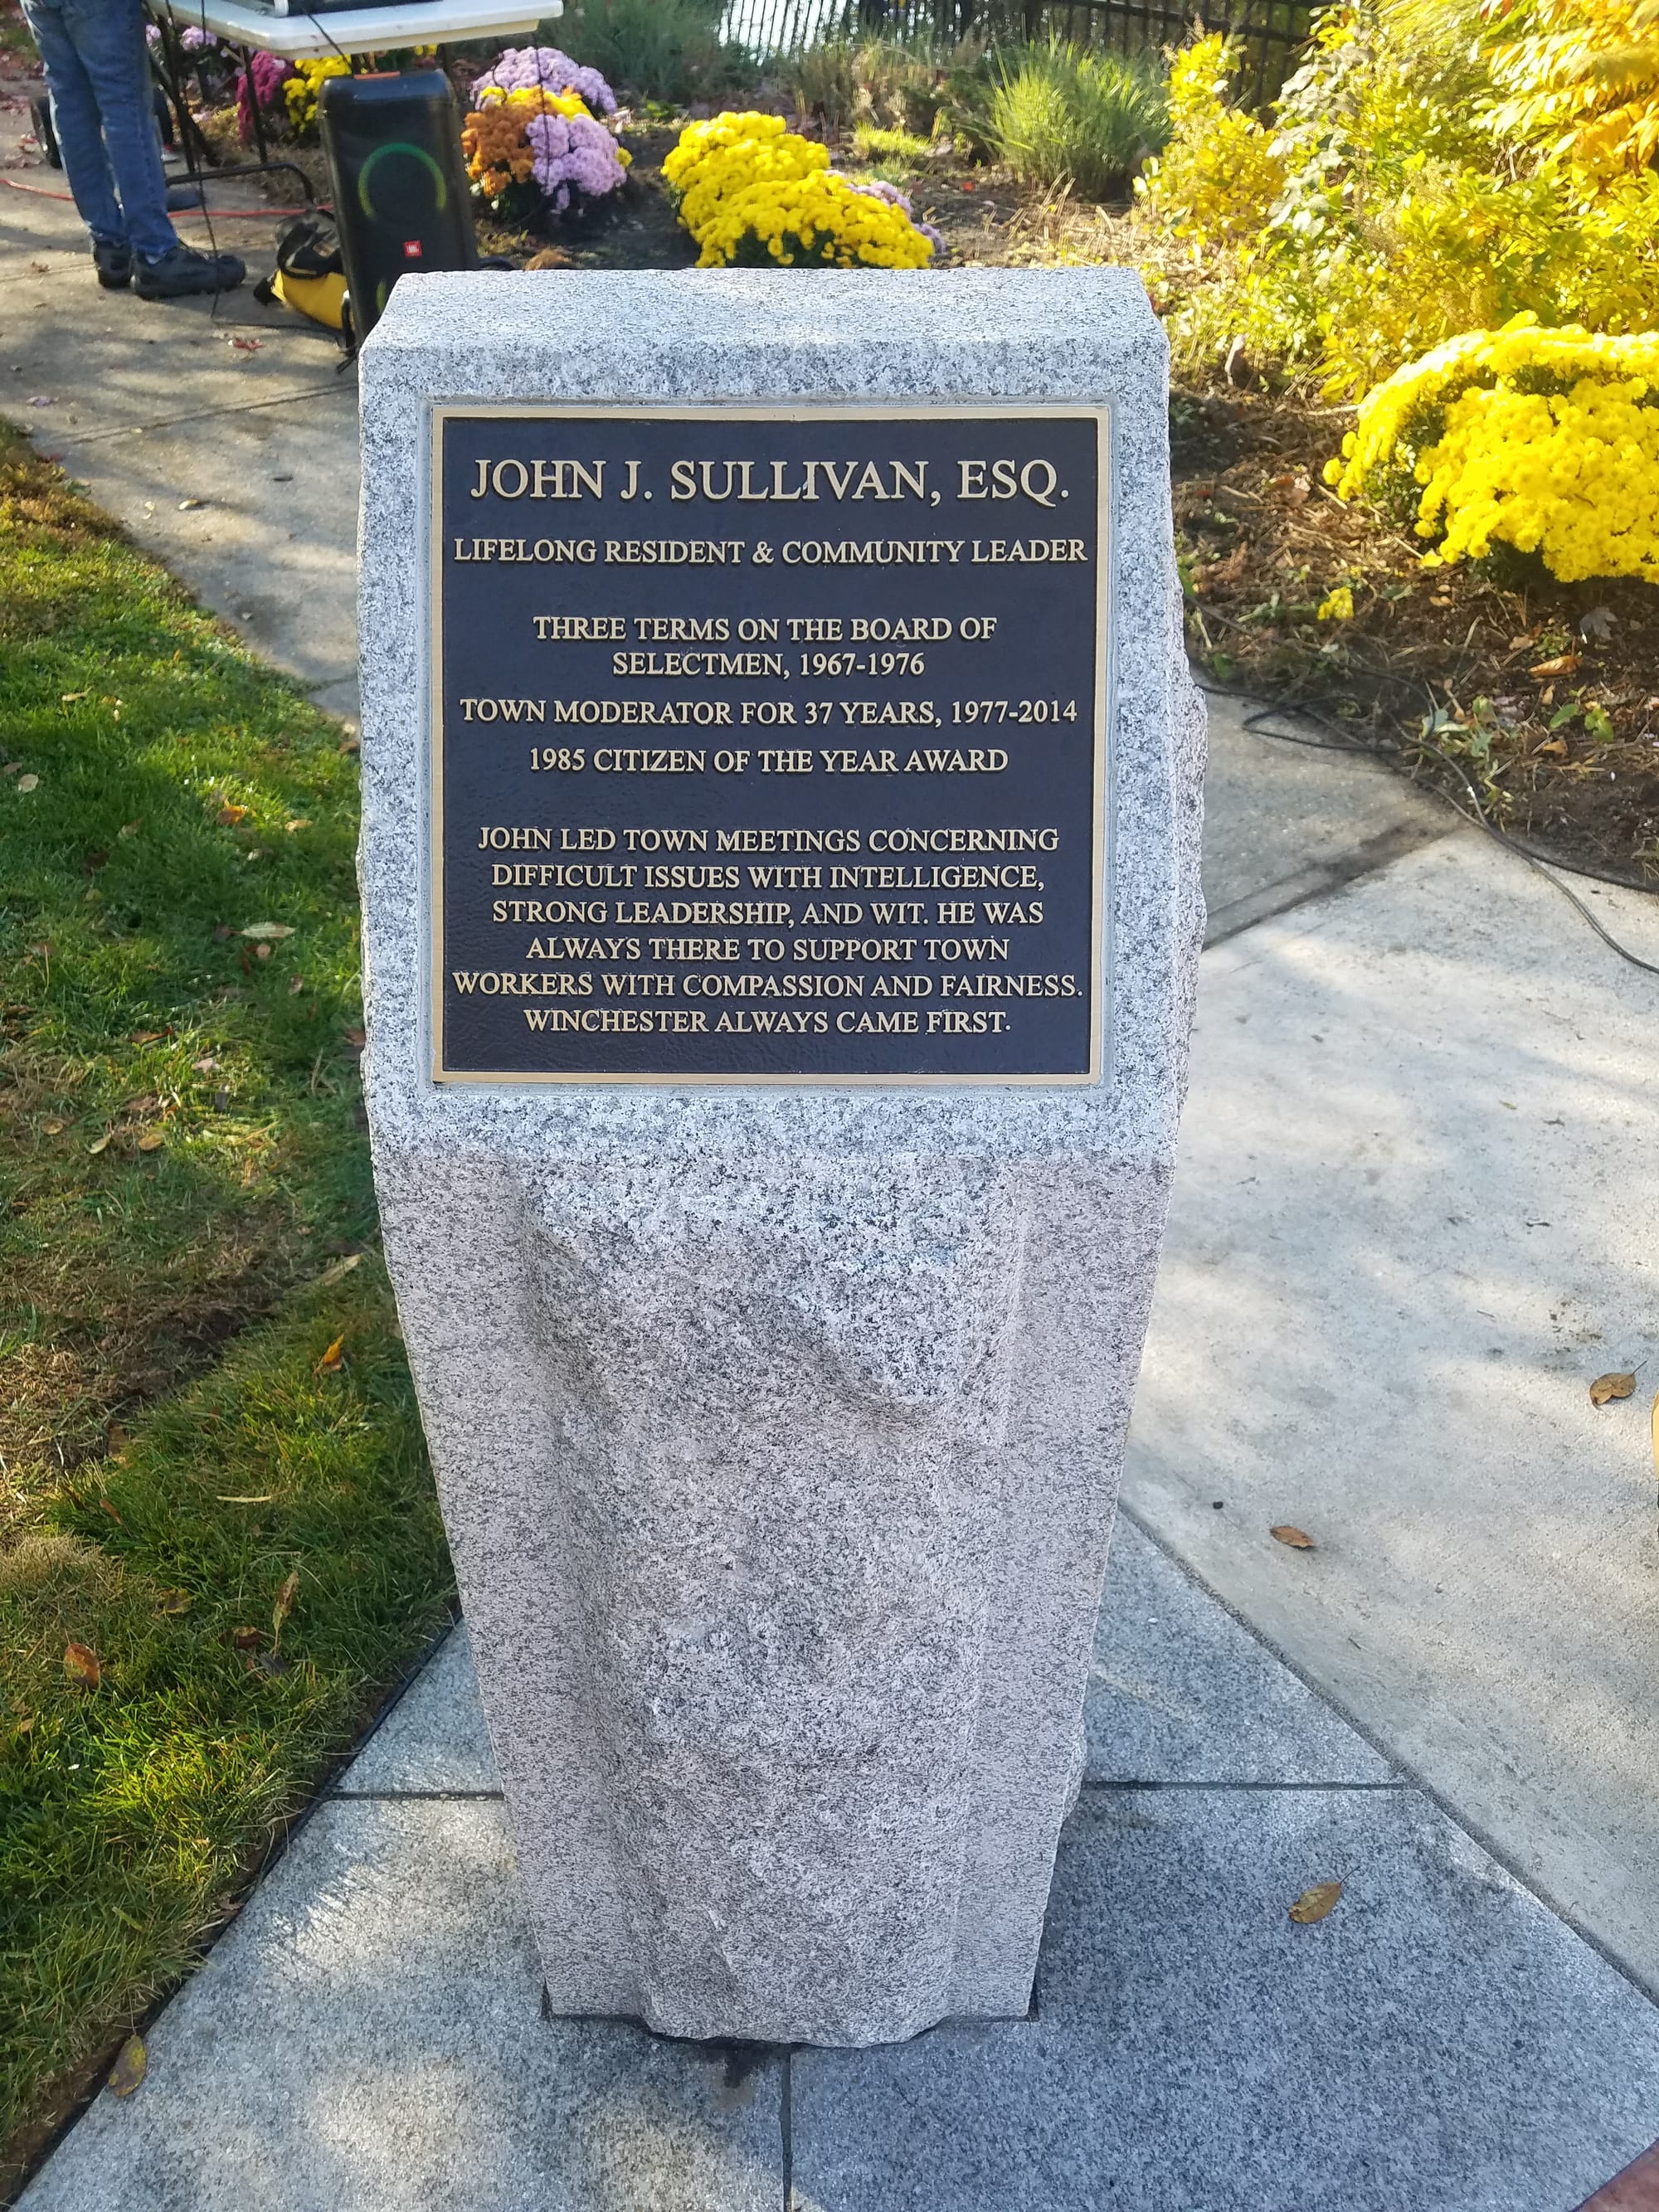 JOHN J. SULLIVAN, ESQ.
LIFELONG RESIDENT & COMMUNITY LEADER
THREE TERMS ON THE BOARD OF
SELECTMEN, 1967-1976
TOWN MODERATOR FOR 37 YEARS, 1977-2014
1985 CITIZEN OF THE YEAR AWARD
JOHN LED TOWN MEETINGS CONCERNING
DIFFICULT ISSUES WITH INTELLIGENCE,
STRONG LEADERSHIP, AND WIT. HE WAS
ALWAYS THERE TO SUPPORT TOWN
WORKERS WITH COMPASSION AND FAIRNESS.
WINCHESTER ALWAYS CAME FIRST.
JBL